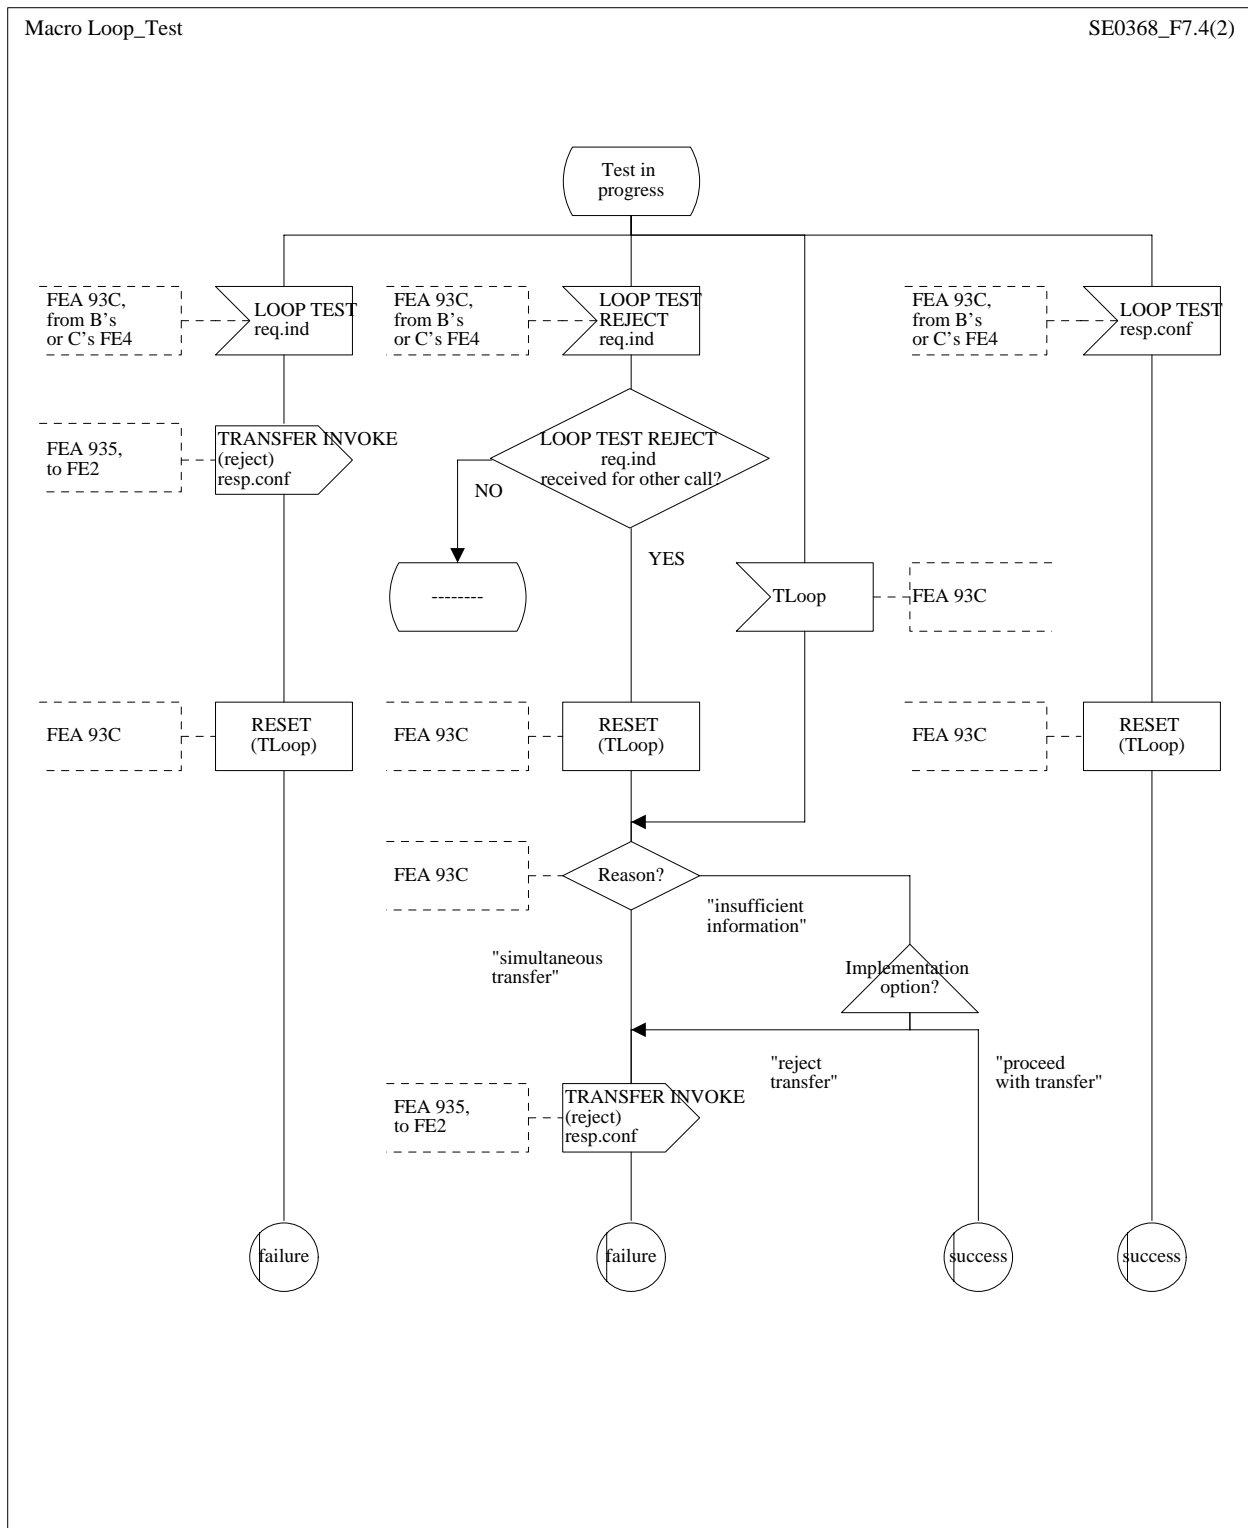 Macro Loop_Test
SE0368_F7.4(2)
Test in
progress
FEA 93C,
from B's
or C's FE4
LOOP TEST
req.ind
FEA 93C,
from B's
or C's FE4
LOOP TEST
REJECT
req.ind
FEA 93C,
from B's
or C's FE4
LOOP TEST
resp.conf
FEA 935,
to FE2
TRANSFER INVOKE
(reject)
resp.conf
LOOP TEST REJECT
req.ind
received for other call?
NO
YES
--------
TLoop
FEA 93C
FEA 93C
RESET
(TLoop)
FEA 93C
RESET
(TLoop)
FEA 93C
RESET
(TLoop)
FEA 93C
Reason?
"insufficient
information"
"simultaneous
transfer"
Implementation
option?
"reject
transfer"
"proceed
with transfer"
FEA 935,
to FE2
TRANSFER INVOKE
(reject)
resp.conf
failure
failure
success
success